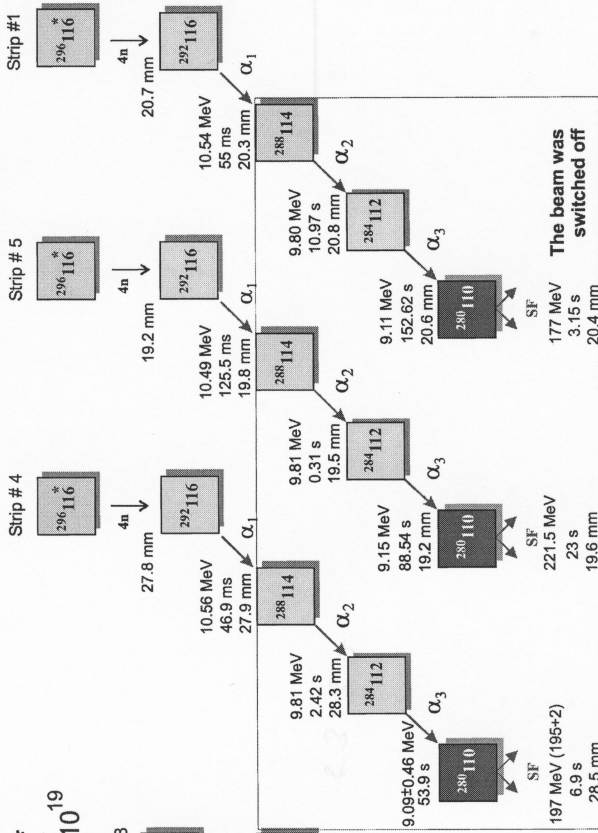 10^19
Strip # 4
296 116 *
4n
27.8 mm
292 116
α1
10.56 MeV
46.9 ms
27.9 mm
288 114
α2
9.81 MeV
2.42 s
28.3 mm
284 112
α3
9.09±0.46 MeV
53.9 s
280 110
SF
197 MeV (195+2)
6.9 s
28.5 mm
Strip # 5
296 116 *
4n
19.2 mm
292 116
α1
10.49 MeV
125.5 ms
19.8 mm
288 114
α2
9.81 MeV
0.31 s
19.5 mm
284 112
α3
9.15 MeV
88.54 s
19.2 mm
280 110
SF
221.5 MeV
23 s
19.6 mm
Strip #1
296 116 *
4n
20.7 mm
292 116
α1
10.54 MeV
55 ms
20.3 mm
288 114
α2
9.80 MeV
10.97 s
20.8 mm
284 112
α3
9.11 MeV
152.62 s
20.6 mm
280 110
SF
177 MeV
3.15 s
20.4 mm
The beam was
switched off